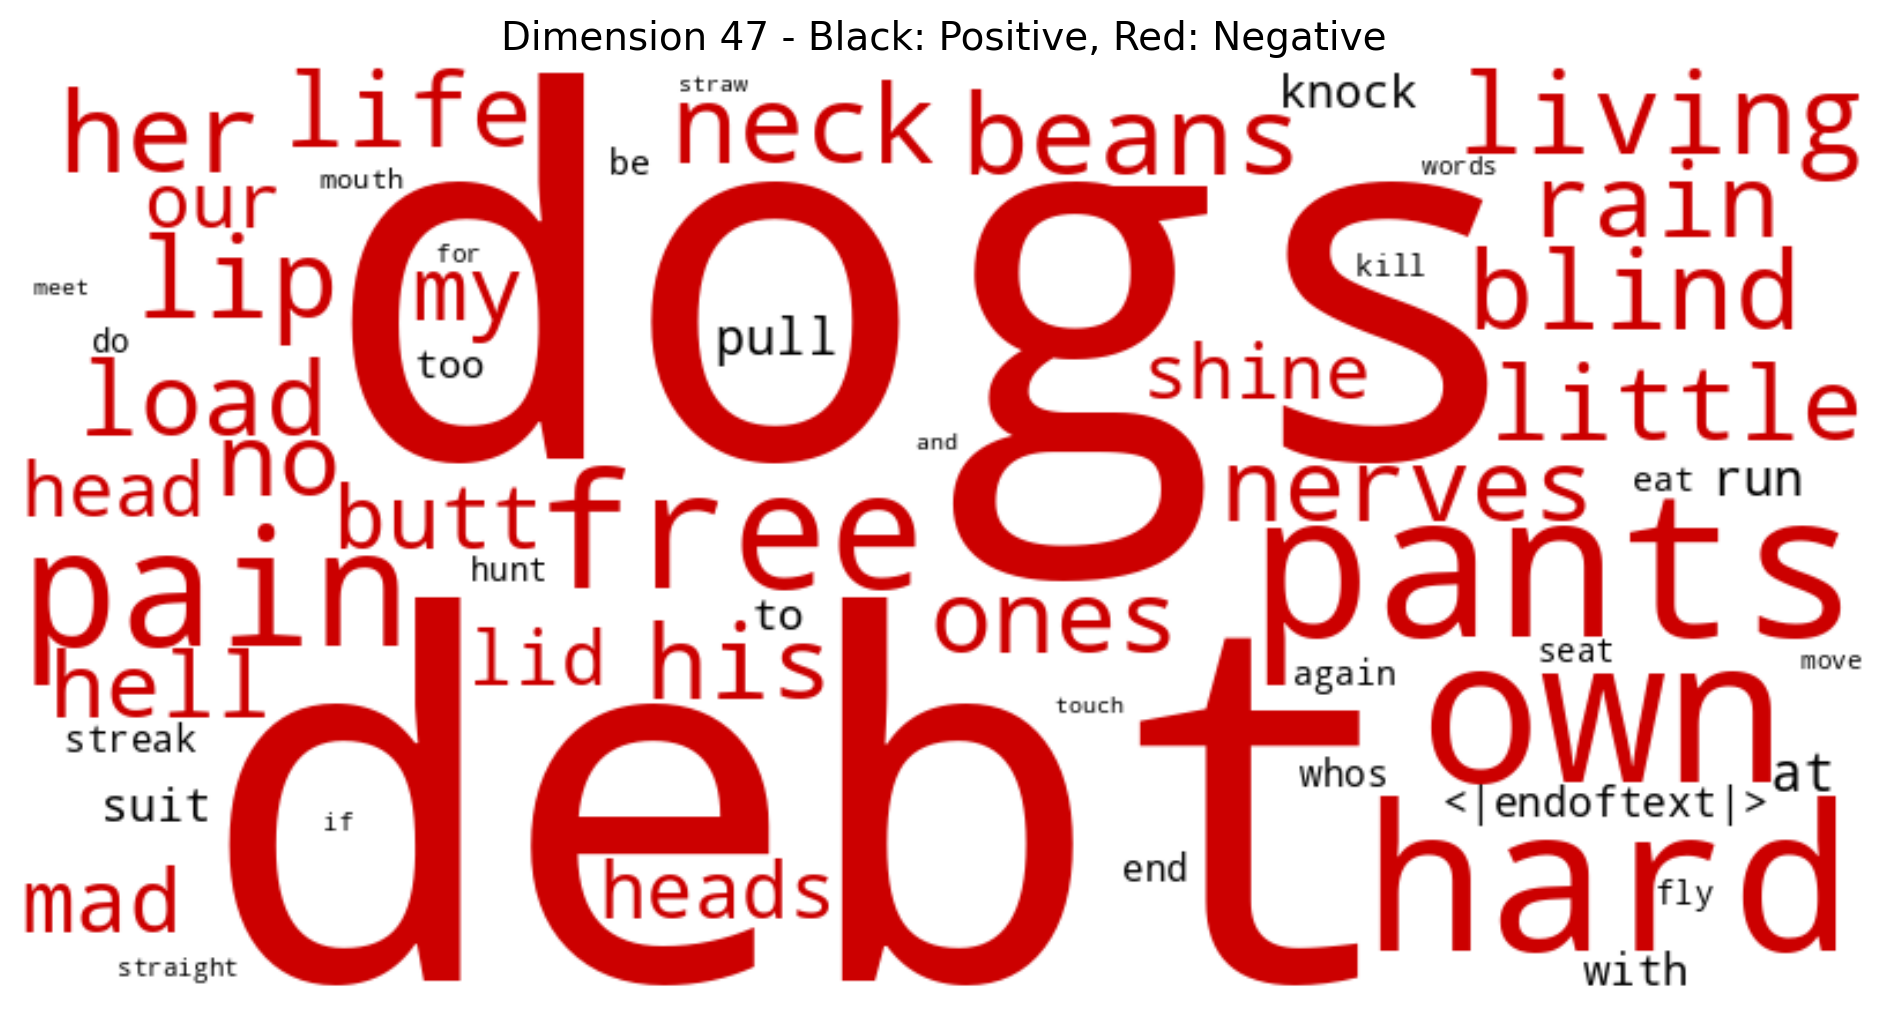 Dimension 47 - Black: Positive, Red: Negative
her life straw neck beans knock living
mouth be words
our dogs rain
lip for my kill blind
meet do too pull shine little
load no and nerves eat run
head butt free pants
pain hunt to ones
hell lid his again seat move
streak debt touch own
suit if whos at
<|endoftext|>
mad heads end hard fly
straight with